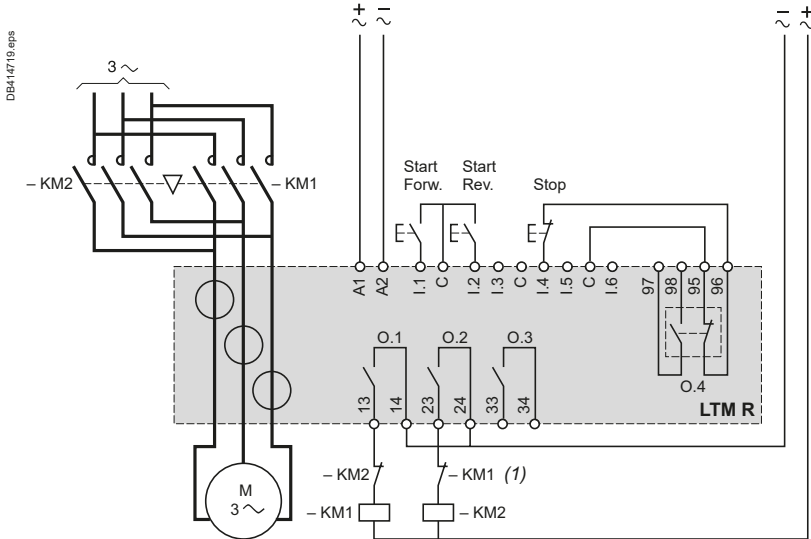 DB414719.eps
+ −
∼ ∼
− +
∼ ∼
3 ∼
Start Forw.
Start Rev.
Stop
– KM2
– KM1
A1 A2 I.1 C I.2 I.3 C I.4 I.5 C I.6 97 98 95 96
O.1 O.2 O.3
O.4
13 14 23 24 33 34
LTM R
M
3 ∼
– KM2
– KM1 (1)
– KM1
– KM2